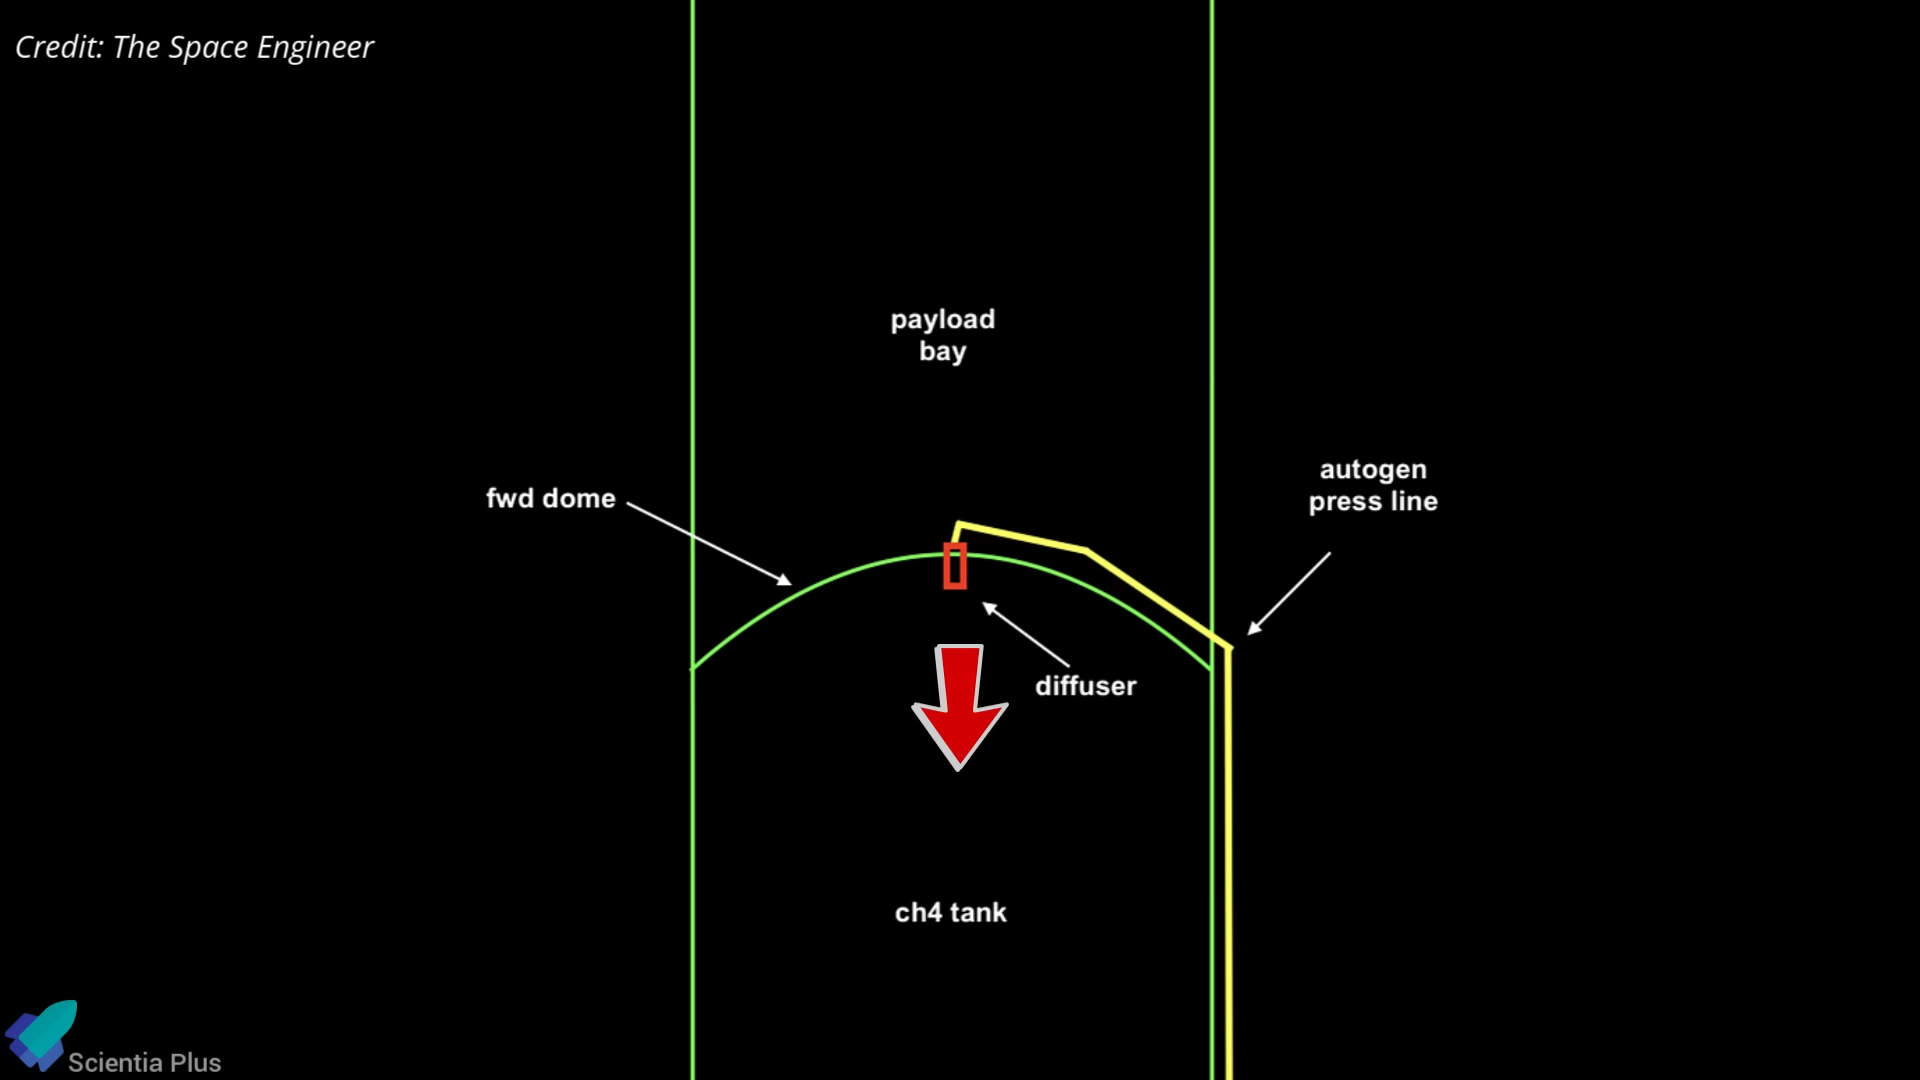 Credit: The Space Engineer
payload
bay
autogen
press line
fwd dome
diffuser
ch4 tank
Scientia Plus